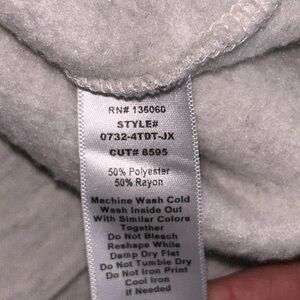 RN# 136060
STYLE#
0732-4TDT-JX
CUT# 8595
50% Polyester
50% Rayon
Machine Wash Cold
Wash Inside Out
With Similar Colors
Together
Do Not Bleach
Reshape White
Damp Dry Flat
Do Not Tumble Dry
Do Not Iron Print
Cool Iron
If Needed